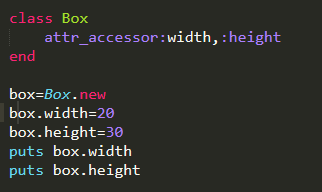 class Box
    attr_accessor:width,:height
end

box=Box.new
box.width=20
box.height=30
puts box.width
puts box.height